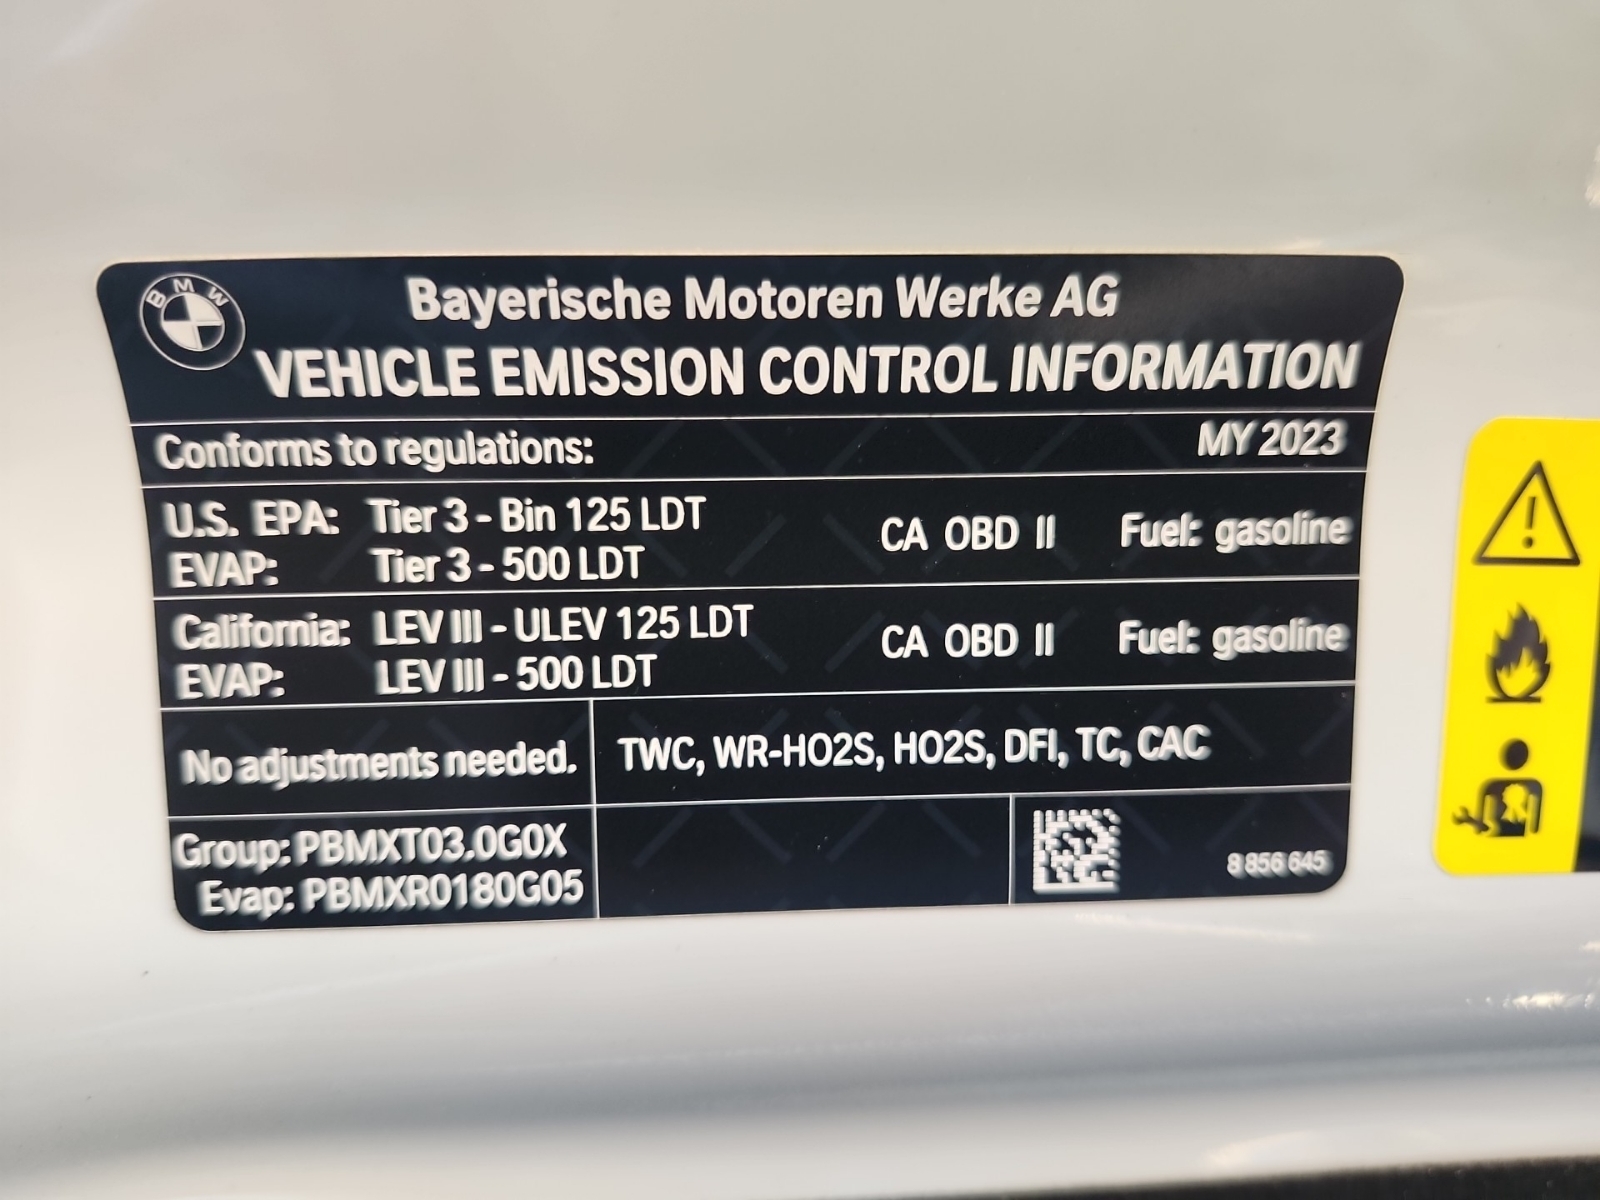 BMW
Bayerische Motoren Werke AG
VEHICLE EMISSION CONTROL INFORMATION
Conforms to regulations: MY 2023
U.S. EPA: Tier 3 - Bin 125 LDT CA OBD II Fuel: gasoline
EVAP: Tier 3 - 500 LDT
California: LEV III - ULEV 125 LDT CA OBD II Fuel: gasoline
EVAP: LEV III - 500 LDT
No adjustments needed. TWC, WR-HO2S, HO2S, DFI, TC, CAC
Group: PBMXT03.0G0X
Evap: PBMXR0180G05
8 856 645